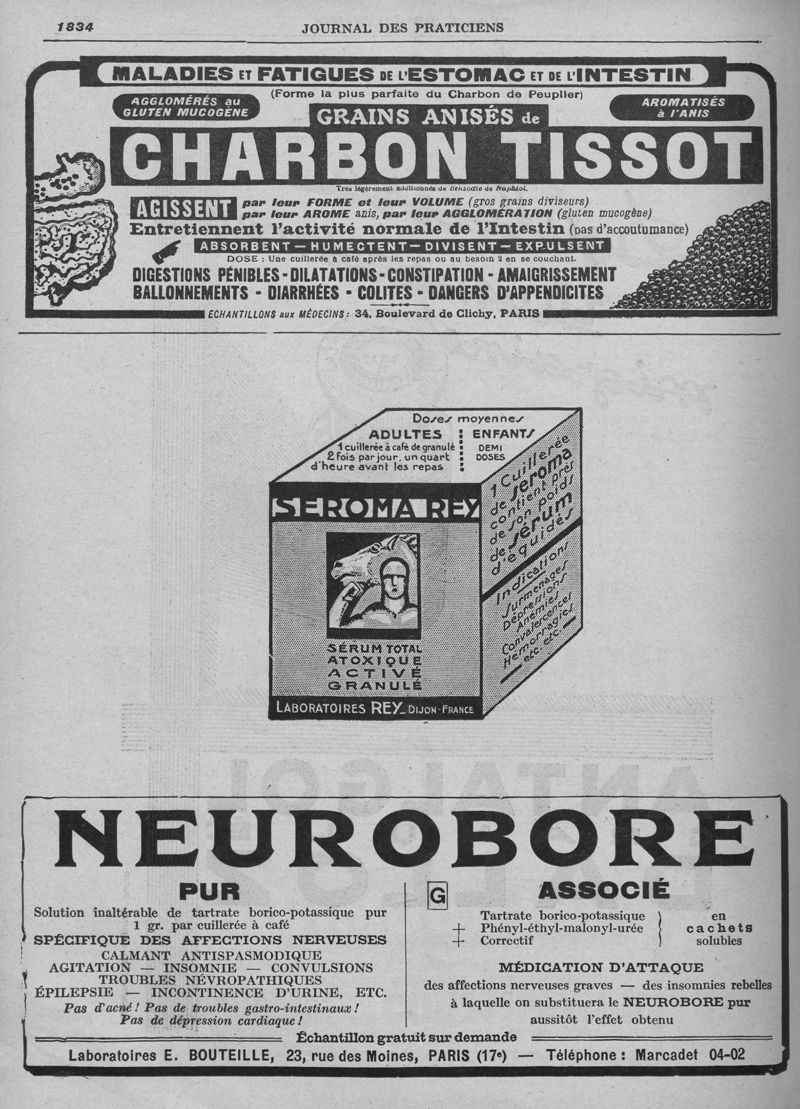 1834
JOURNAL DES PRATICIENS
MALADIES ET FATIGUES DE L'ESTOMAC ET DE L'INTESTIN
(Forme la plus parfaite du Charbon de Peuplier)
AGGLOMÉRÉS au
GLUTEN MUCOGÈNE
AROMATISÉS
à l'ANIS
GRAINS ANISÉS de
CHARBON TISSOT
Très légèrement additionnés de Benzoate de Naphtol.
AGISSENT
par leur FORME et leur VOLUME (gros grains diviseurs)
par leur AROME anis, par leur AGGLOMÉRATION (gluten mucogène)
Entretiennent l'activité normale de l'Intestin (pas d'accoutumance)
ABSORBENT — HUMECTENT — DIVISENT — EXPULSENT
DOSE : Une cuillerée à café après les repas ou au besoin 2 en se couchant.
DIGESTIONS PÉNIBLES - DILATATIONS - CONSTIPATION - AMAIGRISSEMENT
BALLONNEMENTS - DIARRHÉES - COLITES - DANGERS D'APPENDICITES
ECHANTILLONS aux MÉDECINS : 34, Boulevard de Clichy, PARIS
Doses moyennes
ADULTES
1 cuillerée à café de granulé
2 fois par jour, un quart
d'heure avant les repas
ENFANTS
DEMI
DOSES
SEROMA REY
SÉRUM TOTAL
ATOXIQUE
ACTIVÉ
GRANULÉ
LABORATOIRES REY_ DIJON - FRANCE
1 Cuillerée
de seroma
contient près
de son poids
de sérum
d'équidés
Indications
Surmenages
Dépressions
Anémies
Convalescences
Hémorragies
etc. etc.
NEUROBORE
PUR
Solution inaltérable de tartrate borico-potassique pur
1 gr. par cuillerée à café
SPÉCIFIQUE DES AFFECTIONS NERVEUSES
CALMANT ANTISPASMODIQUE
AGITATION — INSOMNIE — CONVULSIONS
TROUBLES NÉVROPATHIQUES
ÉPILEPSIE — INCONTINENCE D'URINE, ETC.
Pas d'acné ! Pas de troubles gastro-intestinaux !
Pas de dépression cardiaque !
G
ASSOCIÉ
Tartrate borico-potassique
+ Phényl-éthyl-malonyl-urée
+ Correctif
en
cachets
solubles
MÉDICATION D'ATTAQUE
des affections nerveuses graves — des insomnies rebelles
à laquelle on substituera le NEUROBORE pur
aussitôt l'effet obtenu
Échantillon gratuit sur demande
Laboratoires E. BOUTEILLE, 23, rue des Moines, PARIS (17e) — Téléphone : Marcadet 04-02